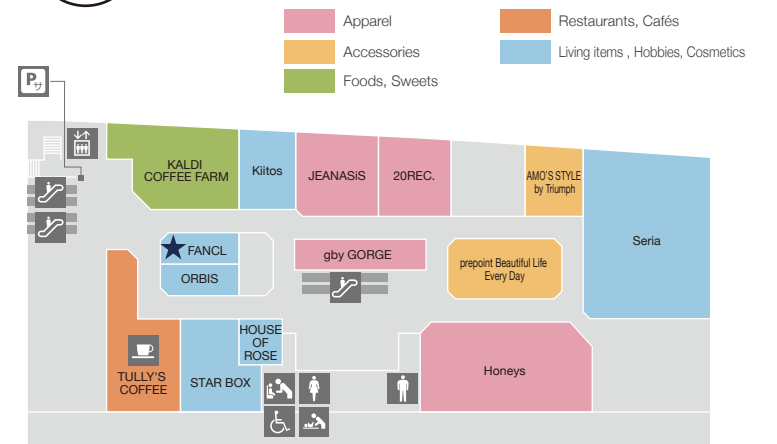 Apparel
Restaurants, Cafés
Accessories
Living items , Hobbies, Cosmetics
Foods, Sweets
Pサ
KALDI
COFFEE FARM
Kiitos
JEANASiS
20REC.
AMO'S STYLE
by Triumph
Seria
FANCL
ORBIS
gby GORGE
prepoint Beautiful Life
Every Day
HOUSE
OF
ROSE
TULLY'S
COFFEE
STAR BOX
Honeys